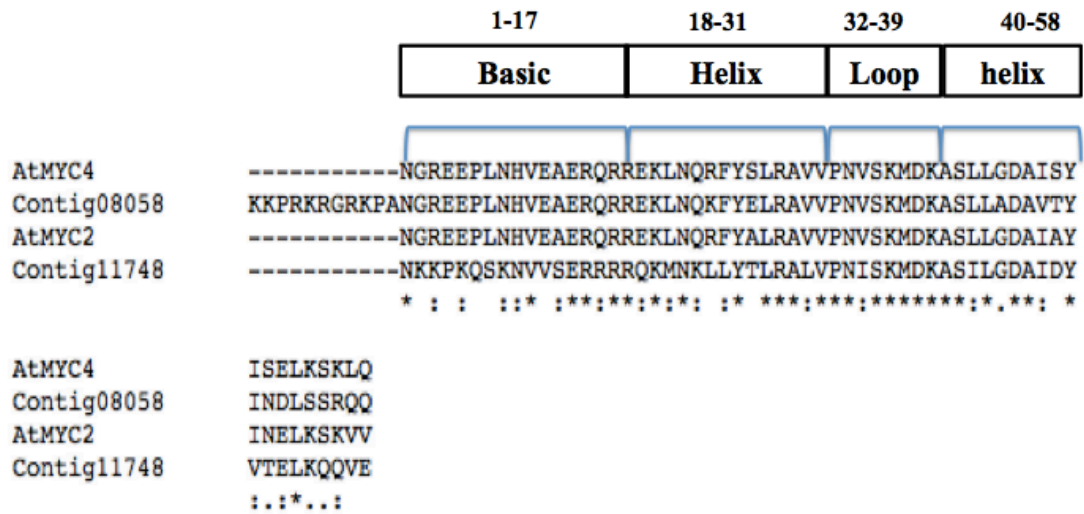 1-17 18-31 32-39 40-58
Basic Helix Loop helix
AtMYC4 -----------NGREEPLNHVEAERQRREKLNQRFYSLRAVVPNVSKMDKASLLGDAISY
Contig08058 KKPRKRGRKPANGREEPLNHVEAERQRREKLNQKFYELRAVVPNVSKMDKASLLADAVTY
AtMYC2 -----------NGREEPLNHVEAERQRREKLNQRFYALRAVVPNVSKMDKASLLGDAIAY
Contig11748 -----------NKKPKQSKNVVSERRRRQKMNKLLYTLRALVPNISKMDKASILGDAIDY
* : : ::* :**:**:*:*: :* ***:**:********:*.**: *
AtMYC4 ISELKSKLQ
Contig08058 INDLSSRQQ
AtMYC2 INELKSKVV
Contig11748 VTELKQQVE
:.:*..: